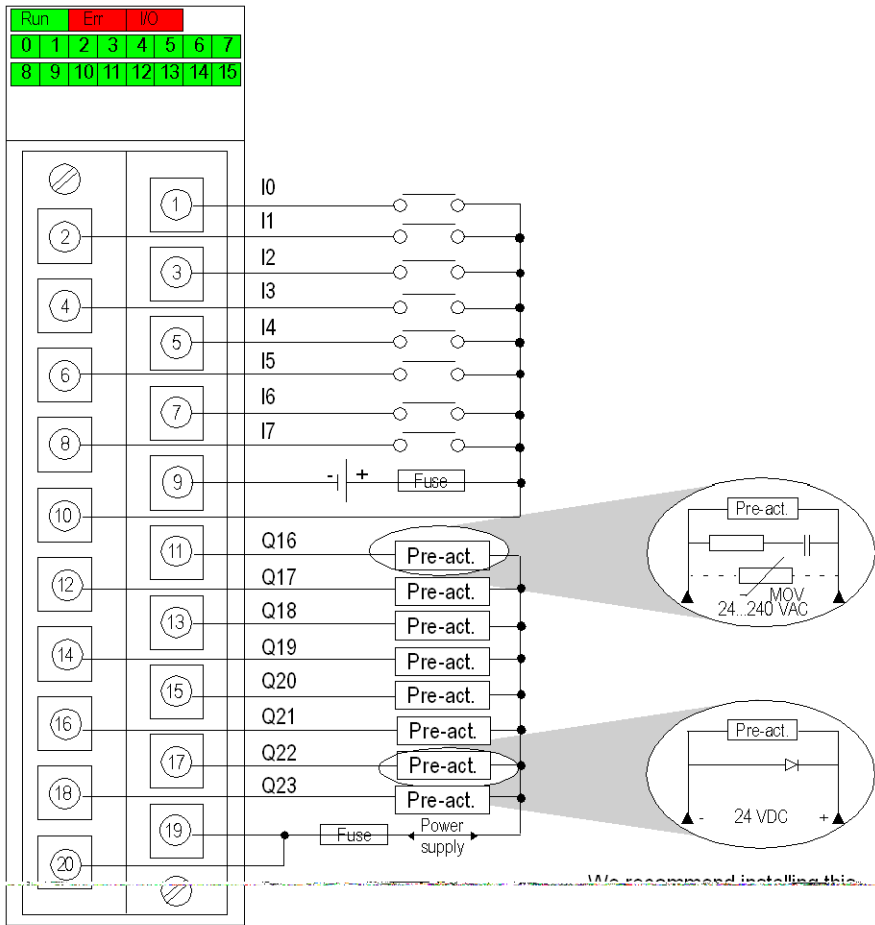 Run Err I/O
0 1 2 3 4 5 6 7
8 9 10 11 12 13 14 15
1 I0
2 I1
3 I2
4 I3
5 I4
6 I5
7 I6
8 I7
9 - + Fuse
10
11 Q16 Pre-act.
12 Q17 Pre-act.
13 Q18 Pre-act.
14 Q19 Pre-act.
15 Q20 Pre-act.
16 Q21 Pre-act.
17 Q22 Pre-act.
18 Q23 Pre-act.
19 Fuse Power
supply
20
Pre-act.
MOV
24...240 VAC
Pre-act.
- 24 VDC +
We recommend installing this